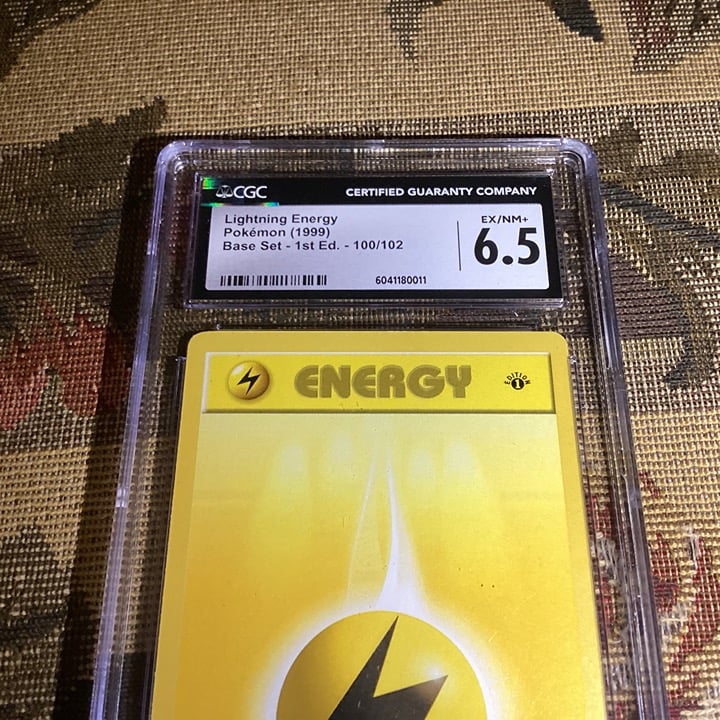 CGC CERTIFIED GUARANTY COMPANY
Lightning Energy
Pokémon (1999)
Base Set - 1st Ed. - 100/102
EX/NM+
6.5
6041180011
ENERGY
EDITION
1